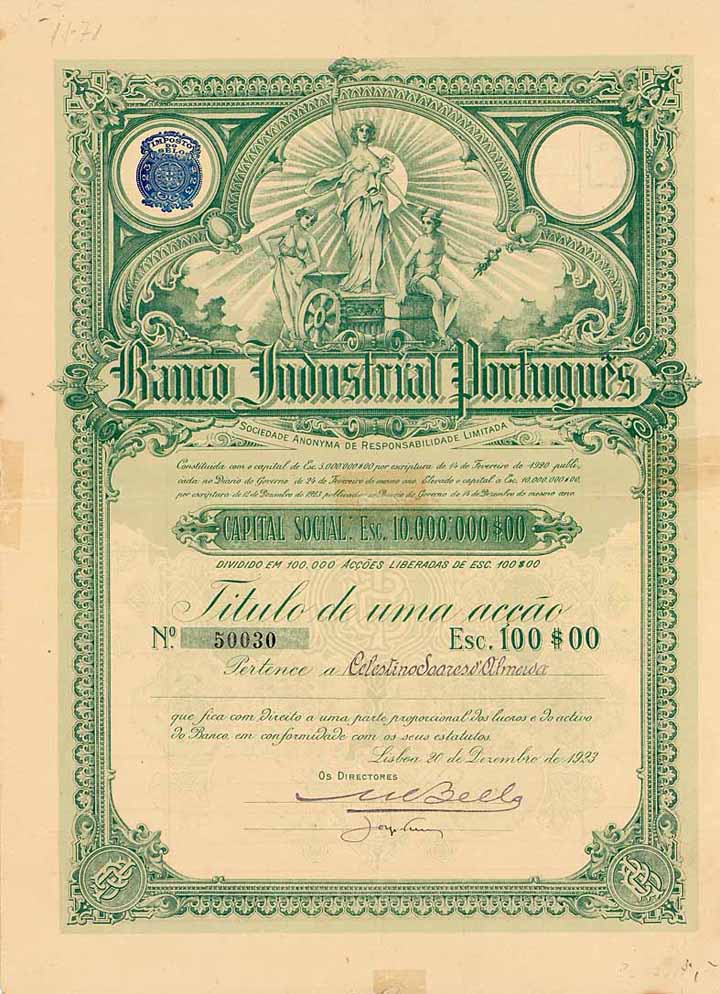 11-71
IMPOSTO
DO
SELO
$23 $23
Banco Industrial Português
SOCIEDADE ANONYMA DE RESPONSABILIDADE LIMITADA
Constituida com o capital de Esc. 5.000:000$00 por escriptura de 14 de Fevereiro de 1920 publi-
cada no Diario do Governo de 24 de Fevereiro do mesmo ano. Elevado o capital a Esc. 10.000:000$00,
por escriptura de 12 de Dezembro de 1923 publicada no Diario do Governo de 14 de Dezembro do mesmo ano
CAPITAL SOCIAL: ESC. 10.000:000$00
DIVIDIDO EM 100.000 ACÇÕES LIBERADAS DE ESC. 100$00
Titulo de uma acção
Nº 50030 Esc. 100$00
Pertence a Celestino Soares d'Almeida
que fica com direito a uma parte proporcional dos lucros e do activo
do Banco, em conformidade com os seus estatutos.
Lisboa, 20 de Dezembro de 1923
OS DIRECTORES